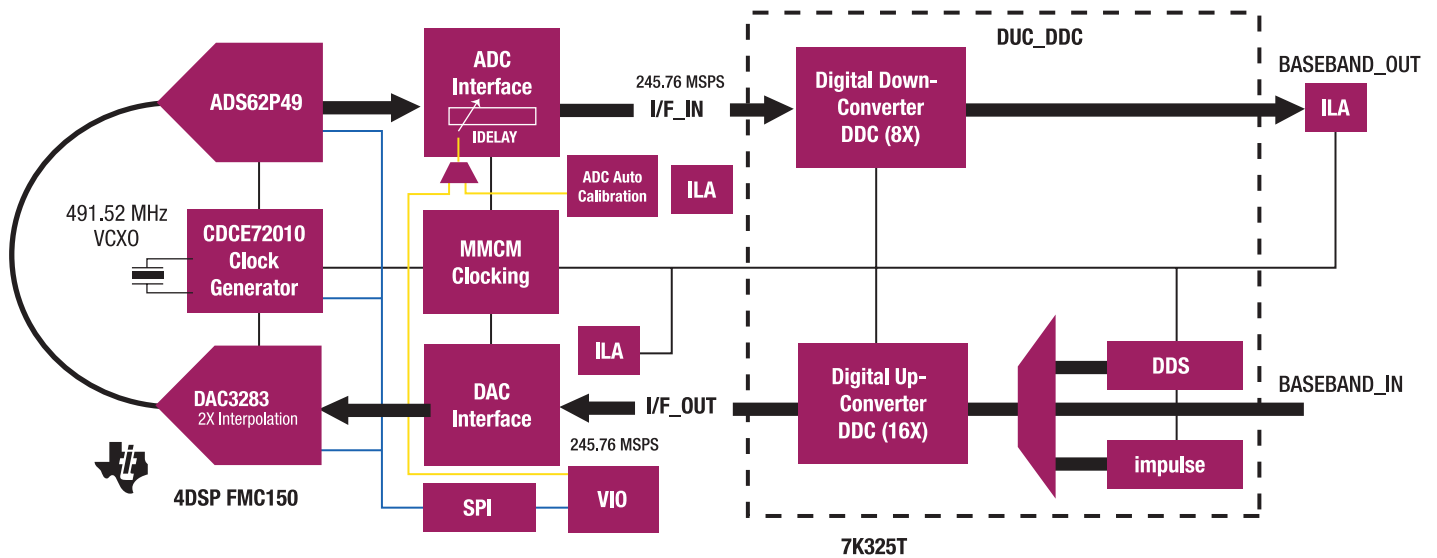 DUC_DDC
ADS62P49
ADC
Interface
IDELAY
245.76 MSPS
I/F_IN
Digital Down-
Converter
DDC (8X)
BASEBAND_OUT
ILA
ADC Auto
Calibration
ILA
491.52 MHz
VCXO
CDCE72010
Clock
Generator
MMCM
Clocking
ILA
DAC3283
2X Interpolation
DAC
Interface
I/F_OUT
245.76 MSPS
Digital Up-
Converter
DDC (16X)
DDS
BASEBAND_IN
impulse
ti
4DSP FMC150
SPI
VIO
7K325T